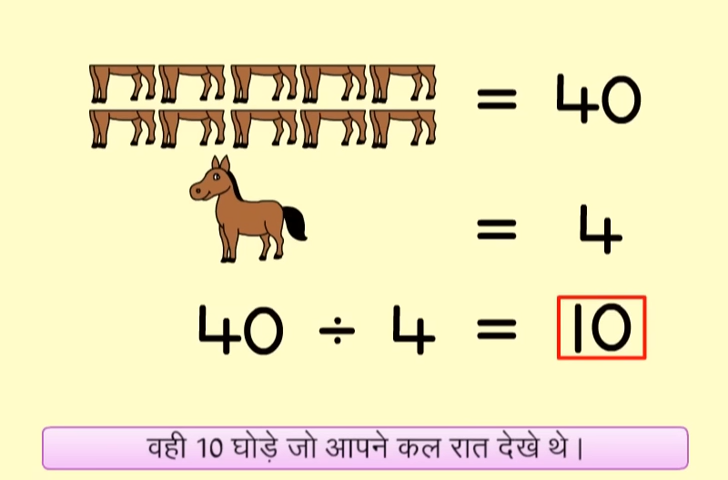 = 40
= 4
40 ÷ 4 = 10
वही 10 घोड़े जो आपने कल रात देखे थे।